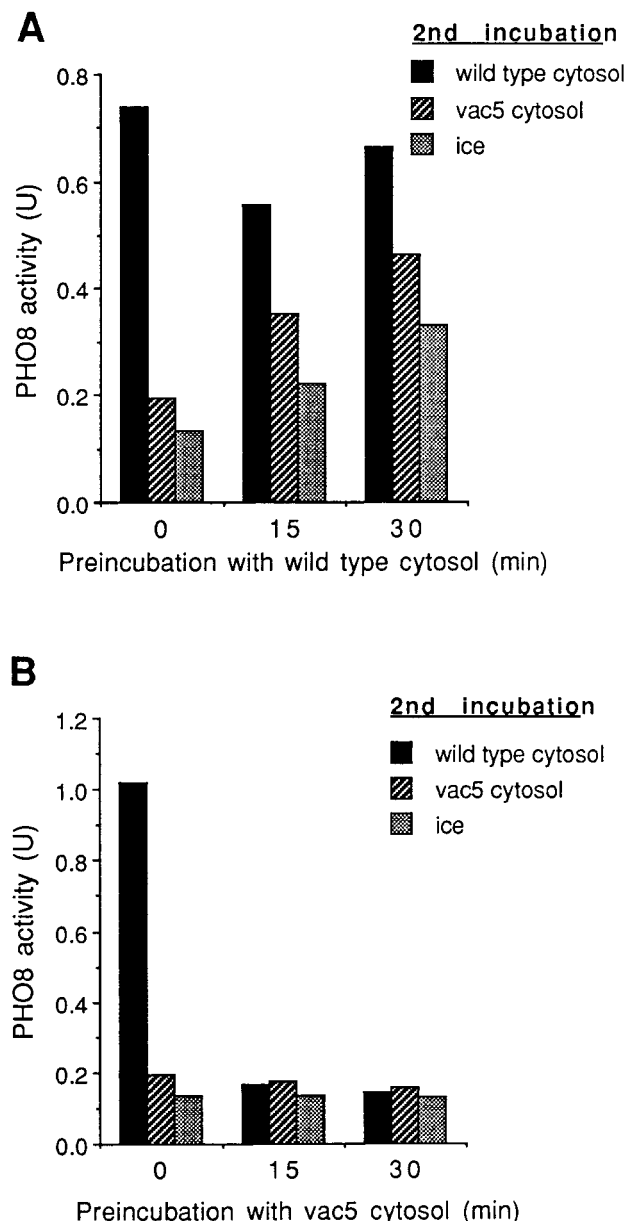 A
2nd incubation
wild type cytosol
vac5 cytosol
ice
PHO8 activity (U)
0.8
0.6
0.4
0.2
0.0
0 15 30
Preincubation with wild type cytosol (min)
B
2nd incubation
wild type cytosol
vac5 cytosol
ice
PHO8 activity (U)
1.2
1.0
0.8
0.6
0.4
0.2
0.0
0 15 30
Preincubation with vac5 cytosol (min)